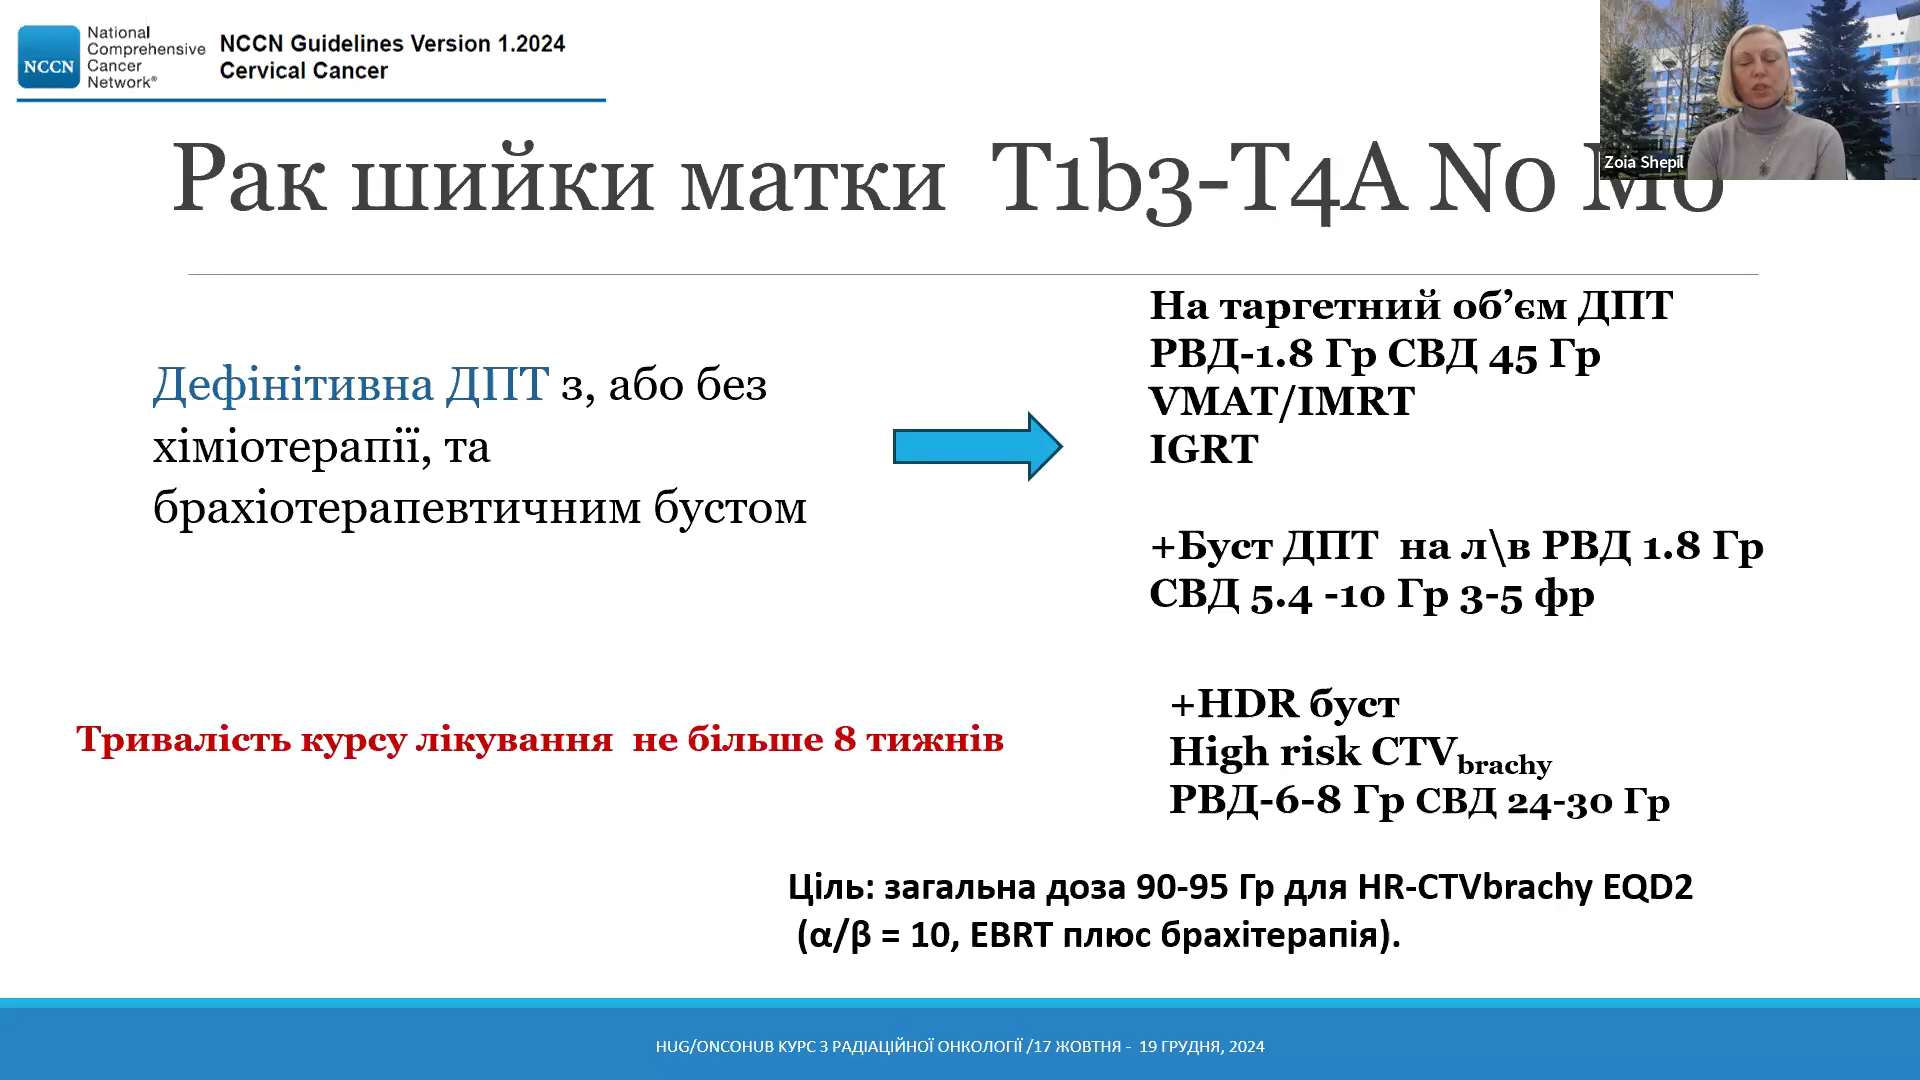 National
Comprehensive
Cancer
Network®
NCCN
NCCN Guidelines Version 1.2024
Cervical Cancer
Zoia Shepil
Рак шийки матки T1b3-T4A N0 M0
Дефінітивна ДПТ з, або без
хіміотерапії, та
брахіотерапевтичним бустом
На таргетний об’єм ДПТ
РВД-1.8 Гр СВД 45 Гр
VMAT/IMRT
IGRT
+Буст ДПТ на л\в РВД 1.8 Гр
СВД 5.4 -10 Гр 3-5 фр
Тривалість курсу лікування не більше 8 тижнів
+HDR буст
High risk CTVbrachy
РВД-6-8 Гр СВД 24-30 Гр
Ціль: загальна доза 90-95 Гр для HR-CTVbrachy EQD2
(α/β = 10, EBRT плюс брахітерапія).
HUG/ONCOHUB КУРС З РАДІАЦІЙНОЇ ОНКОЛОГІЇ /17 ЖОВТНЯ - 19 ГРУДНЯ, 2024